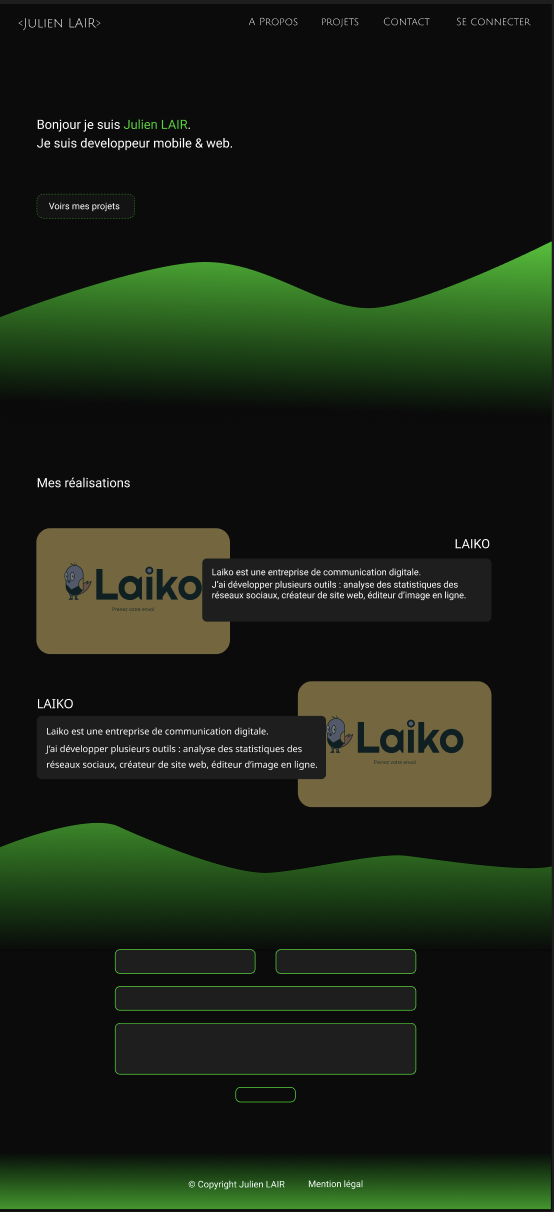 <JULIEN LAIR>
A PROPOS
PROJETS
CONTACT
SE CONNECTER
Bonjour je suis Julien LAIR.
Je suis developpeur mobile & web.
Voirs mes projets
Mes réalisations
Laiko
Prenez votre envol
LAIKO
Laiko est une entreprise de communication digitale.
J'ai développer plusieurs outils : analyse des statistiques des
réseaux sociaux, créateur de site web, éditeur d'image en ligne.
LAIKO
Laiko est une entreprise de communication digitale.
J'ai développer plusieurs outils : analyse des statistiques des
réseaux sociaux, créateur de site web, éditeur d'image en ligne.
Laiko
Prenez votre envol
© Copyright Julien LAIR
Mention légal